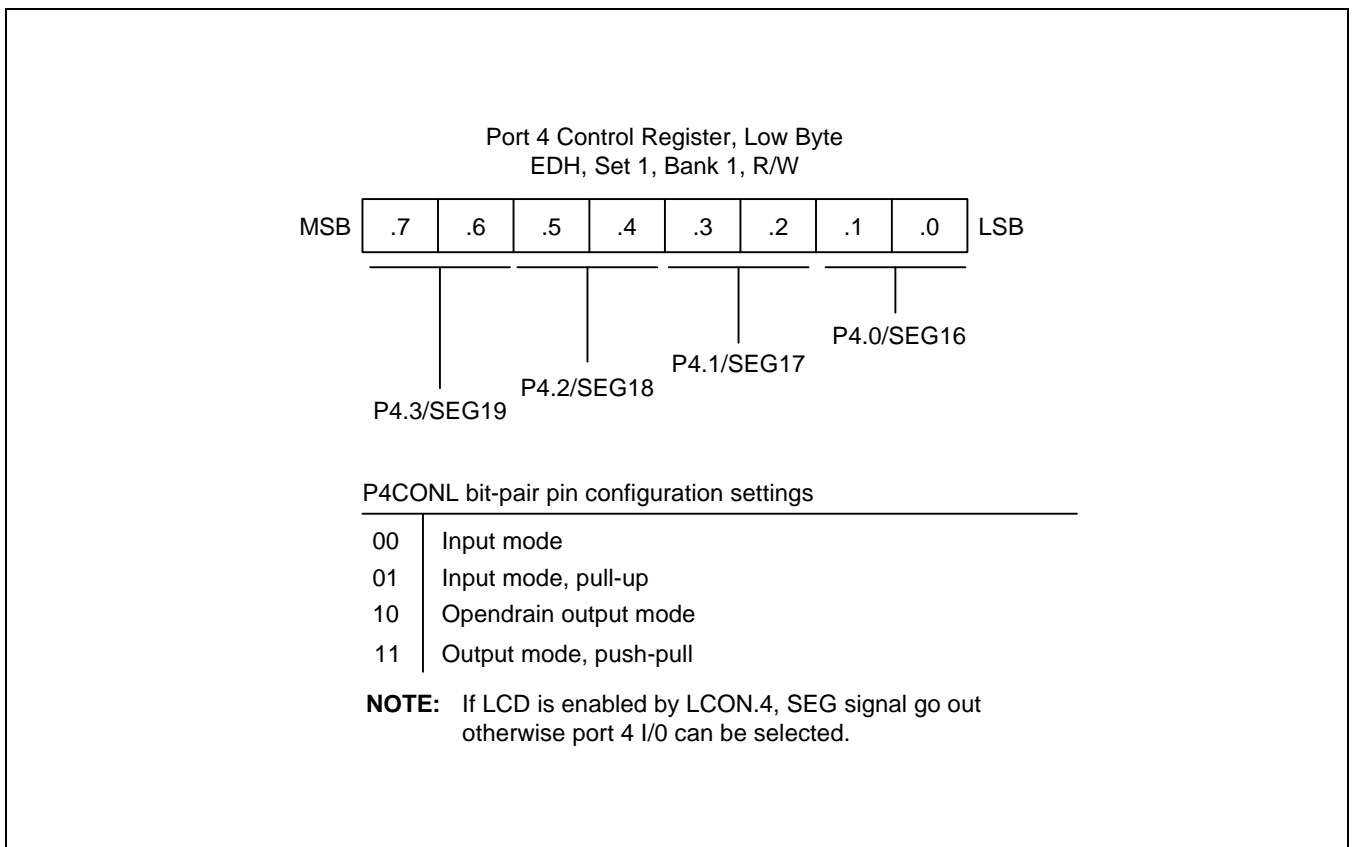 Port 4 Control Register, Low Byte
EDH, Set 1, Bank 1, R/W
MSB .7 .6 .5 .4 .3 .2 .1 .0 LSB
P4.0/SEG16
P4.1/SEG17
P4.2/SEG18
P4.3/SEG19
P4CONL bit-pair pin configuration settings
00 Input mode
01 Input mode, pull-up
10 Opendrain output mode
11 Output mode, push-pull
NOTE: If LCD is enabled by LCON.4, SEG signal go out
otherwise port 4 I/0 can be selected.